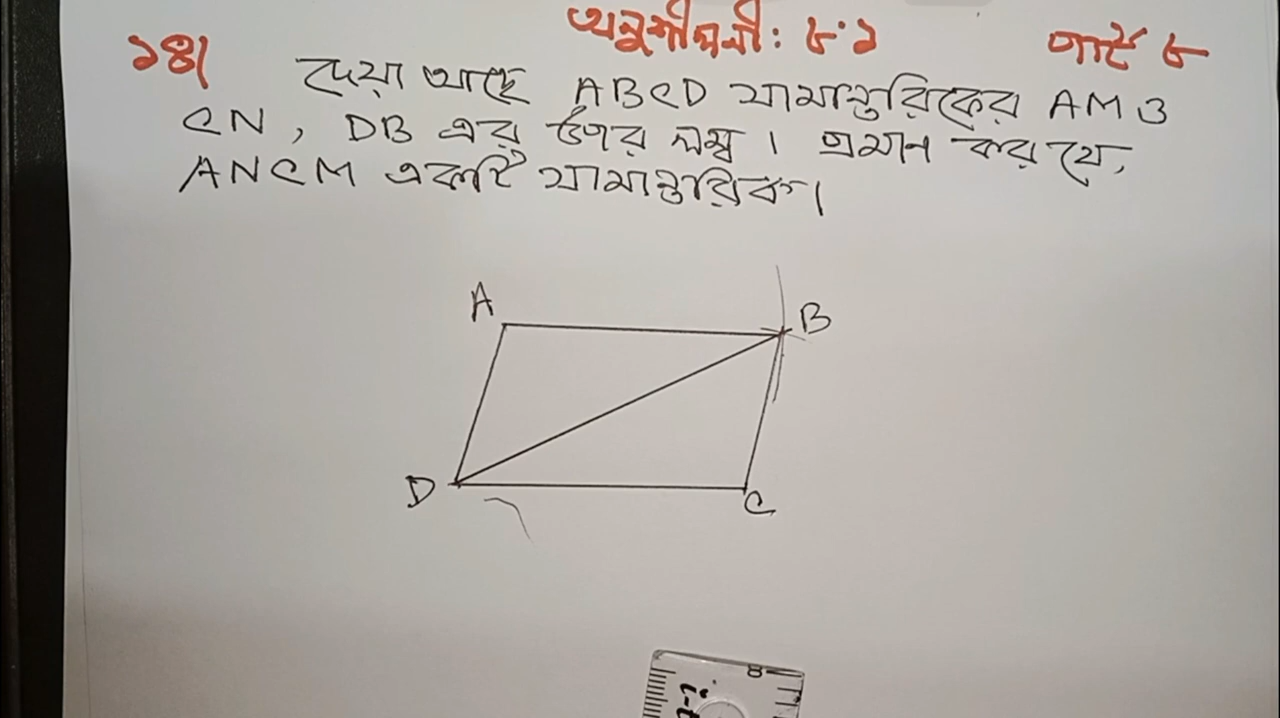 অনুশীলনী: ৮.১
পার্ট ৮
১৪। দেয়া আছে ABCD সামান্তরিকের AM ও
CN, DB এর উপর লম্ব। প্রমাণ কর যে,
ANCM একটি সামান্তরিক।
A
B
D
C
8